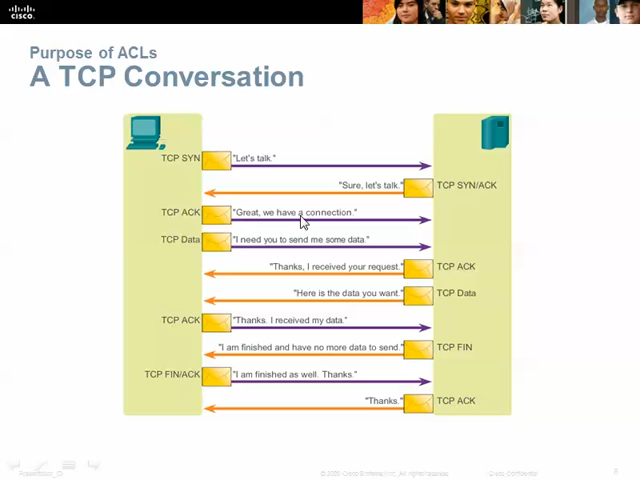 CISCO
Purpose of ACLs
A TCP Conversation
TCP SYN "Let's talk."
"Sure, let's talk." TCP SYN/ACK
TCP ACK "Great, we have a connection."
TCP Data "I need you to send me some data."
"Thanks, I received your request." TCP ACK
"Here is the data you want." TCP Data
TCP ACK "Thanks. I received my data."
"I am finished and have no more data to send." TCP FIN
TCP FIN/ACK "I am finished as well. Thanks."
"Thanks." TCP ACK
Presentation_ID Cisco Systems, Inc. All rights reserved. Cisco Confidential